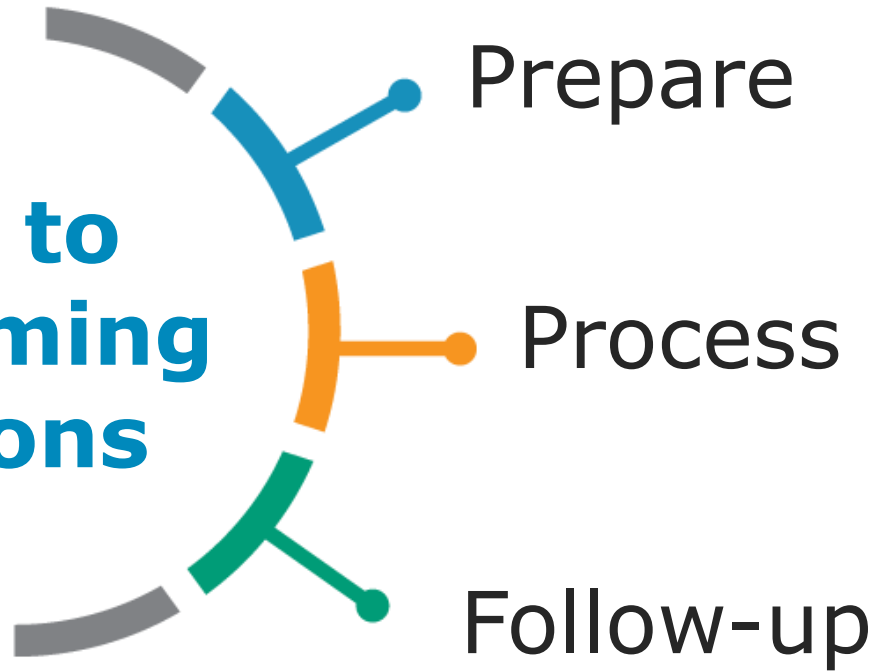 to
ming
ons
Prepare
Process
Follow-up